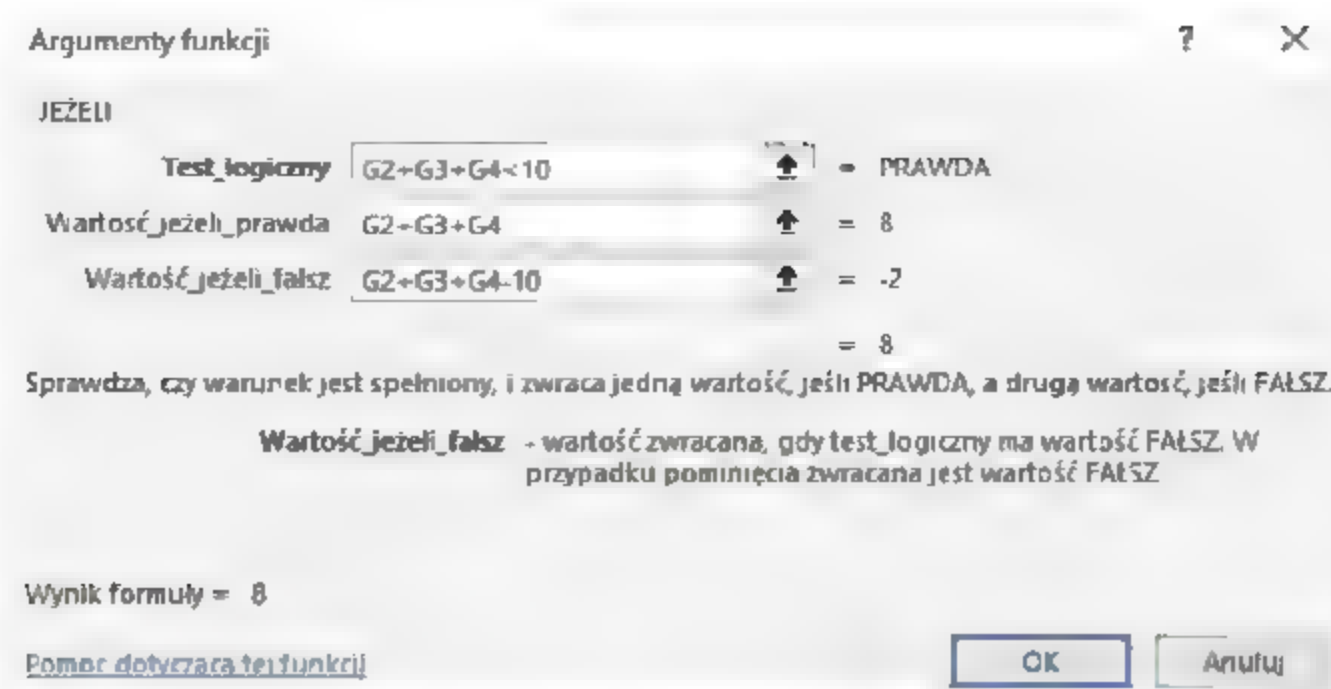 Argumenty funkcji ? ×
JEŻELI
Test_logiczny G2+G3+G4<10 = PRAWDA
Wartość_jeżeli_prawda G2+G3+G4 = 8
Wartość_jeżeli_fałsz G2+G3+G4-10 = -2
= 8
Sprawdza, czy warunek jest spełniony, i zwraca jedną wartość, jeśli PRAWDA, a drugą wartość, jeśli FAŁSZ.
Wartość_jeżeli_fałsz - wartość zwracana, gdy test_logiczny ma wartość FAŁSZ. W
przypadku pominięcia zwracana jest wartość FAŁSZ
Wynik formuły = 8
Pomoc dotycząca tej funkcji OK Anuluj